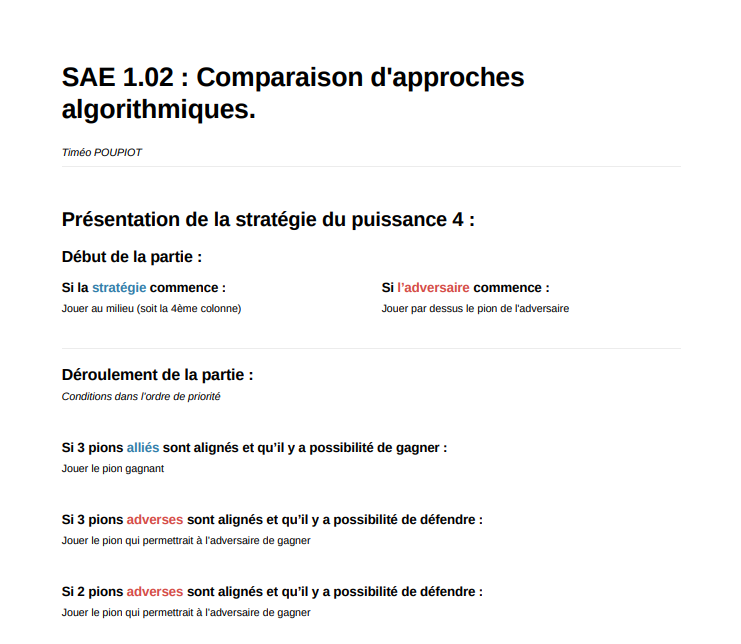 SAE 1.02 : Comparaison d'approches
algorithmiques.
Timéo POUPIOT
Présentation de la stratégie du puissance 4 :
Début de la partie :
Si la stratégie commence :
Jouer au milieu (soit la 4ème colonne)
Si l’adversaire commence :
Jouer par dessus le pion de l'adversaire
Déroulement de la partie :
Conditions dans l'ordre de priorité
Si 3 pions alliés sont alignés et qu’il y a possibilité de gagner :
Jouer le pion gagnant
Si 3 pions adverses sont alignés et qu’il y a possibilité de défendre :
Jouer le pion qui permettrait à l’adversaire de gagner
Si 2 pions adverses sont alignés et qu’il y a possibilité de défendre :
Jouer le pion qui permettrait à l’adversaire de gagner